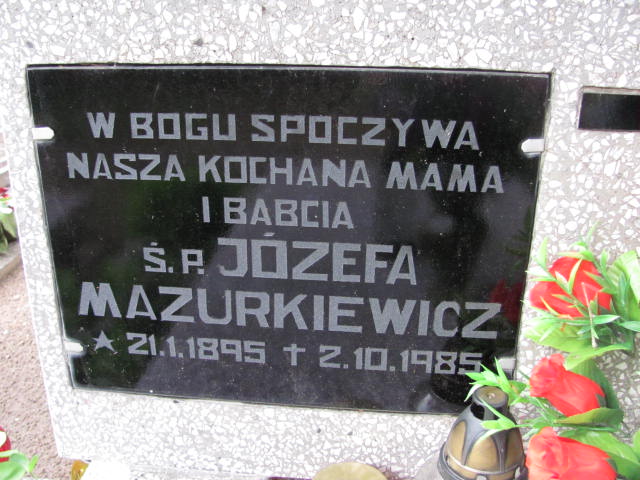 W BOGU SPOCZYWA
NASZA KOCHANA MAMA
I BABCIA
Ś.P. JÓZEFA
MAZURKIEWICZ
★ 21.1.1895 ✝ 2.10.1985